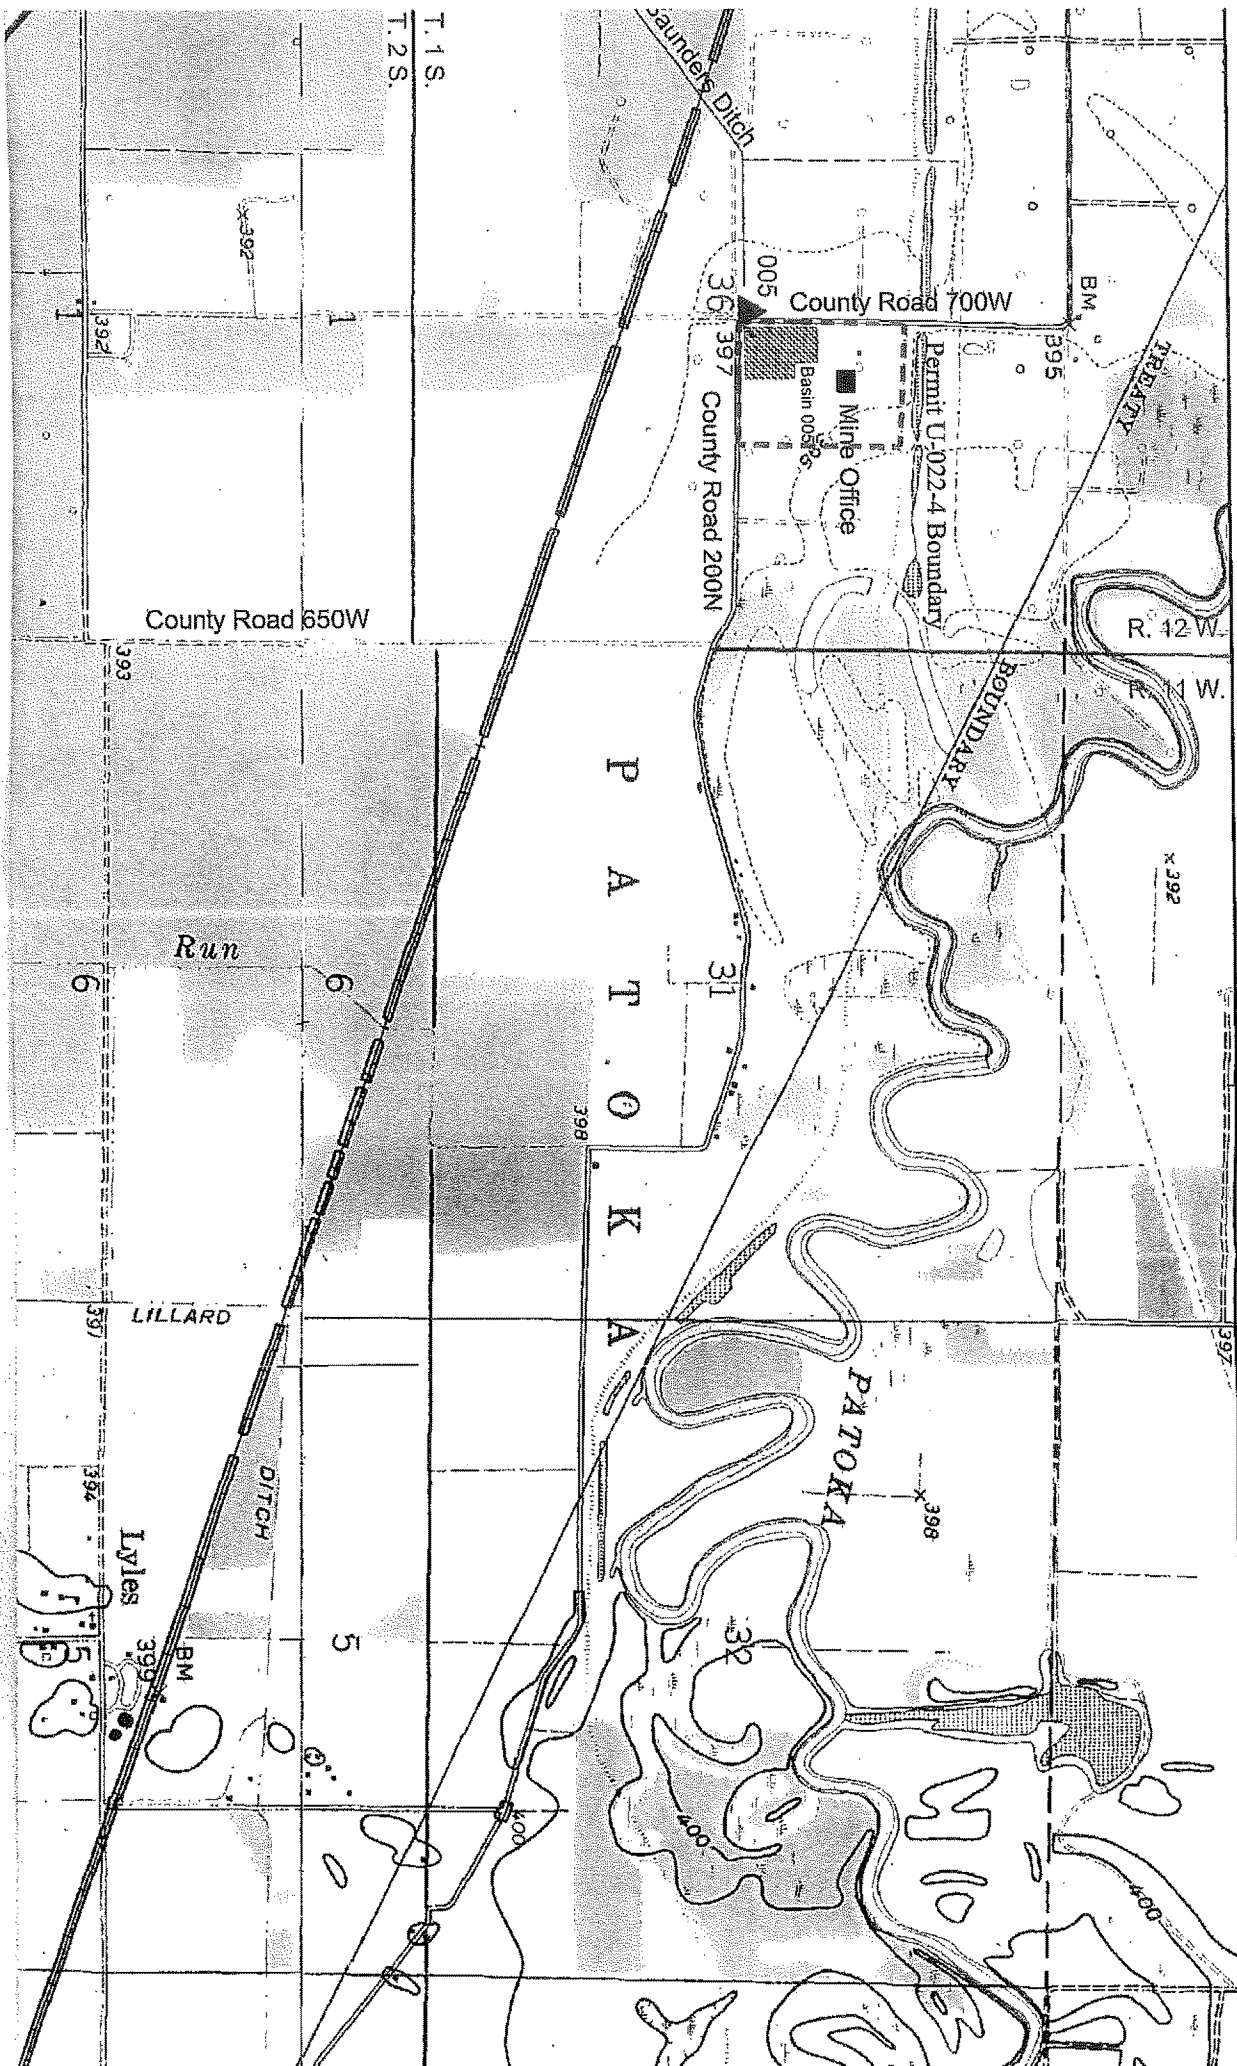 T. 1 S.
T. 2 S.
Saunders Ditch
D
392
005
36
County Road 700W
BM
TREATY
395
397
Permit U-022-4 Boundary
Mine Office
Basin 005
County Road 200N
1
1
392
County Road 650W
R. 12 W.
R. 11 W.
393
BOUNDARY
PATOKA
392
Run
6
6
31
398
LILLARD
397
397
PATOKA
398
394
DITCH
Lyles
5
5
BM
399
32
400
400
400